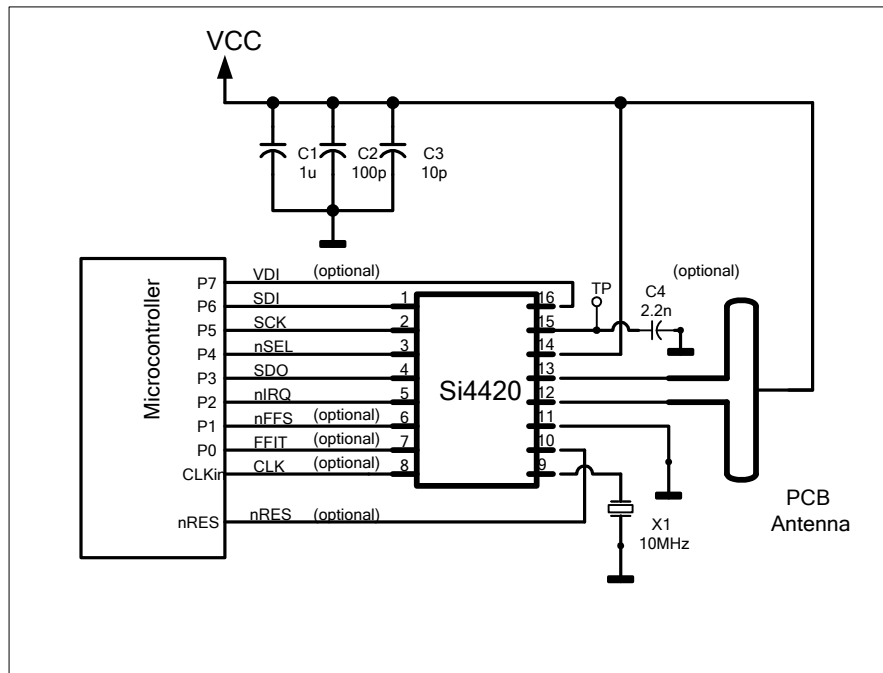 VCC
C1
1u
C2
100p
C3
10p
Microcontroller
P7
VDI
(optional)
P6
SDI
1
P5
SCK
2
P4
nSEL
3
P3
SDO
4
P2
nIRQ
5
P1
nFFS
(optional)
6
P0
FFIT
(optional)
7
CLKin
CLK
(optional)
8
nRES
nRES
(optional)
Si4420
16
15
14
13
12
11
10
9
TP
(optional)
C4
2.2n
X1
10MHz
PCB
Antenna